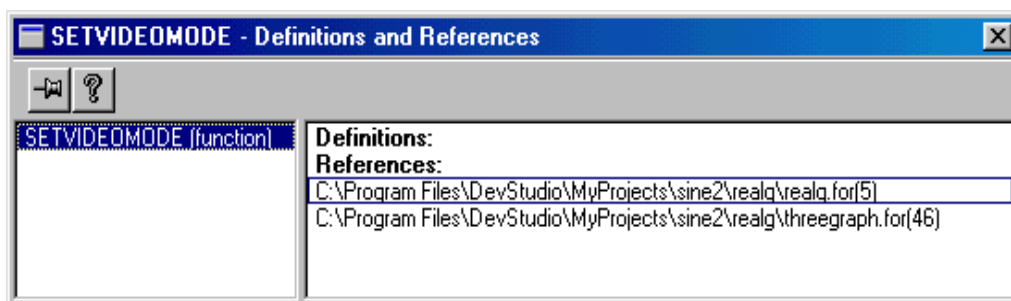 SETVIDEOMODE - Definitions and References
SETVIDEOMODE (function)
Definitions:
References:
C:\Program Files\DevStudio\MyProjects\sine2\realg\realg.for(5)
C:\Program Files\DevStudio\MyProjects\sine2\realg\threegraph.for(46)